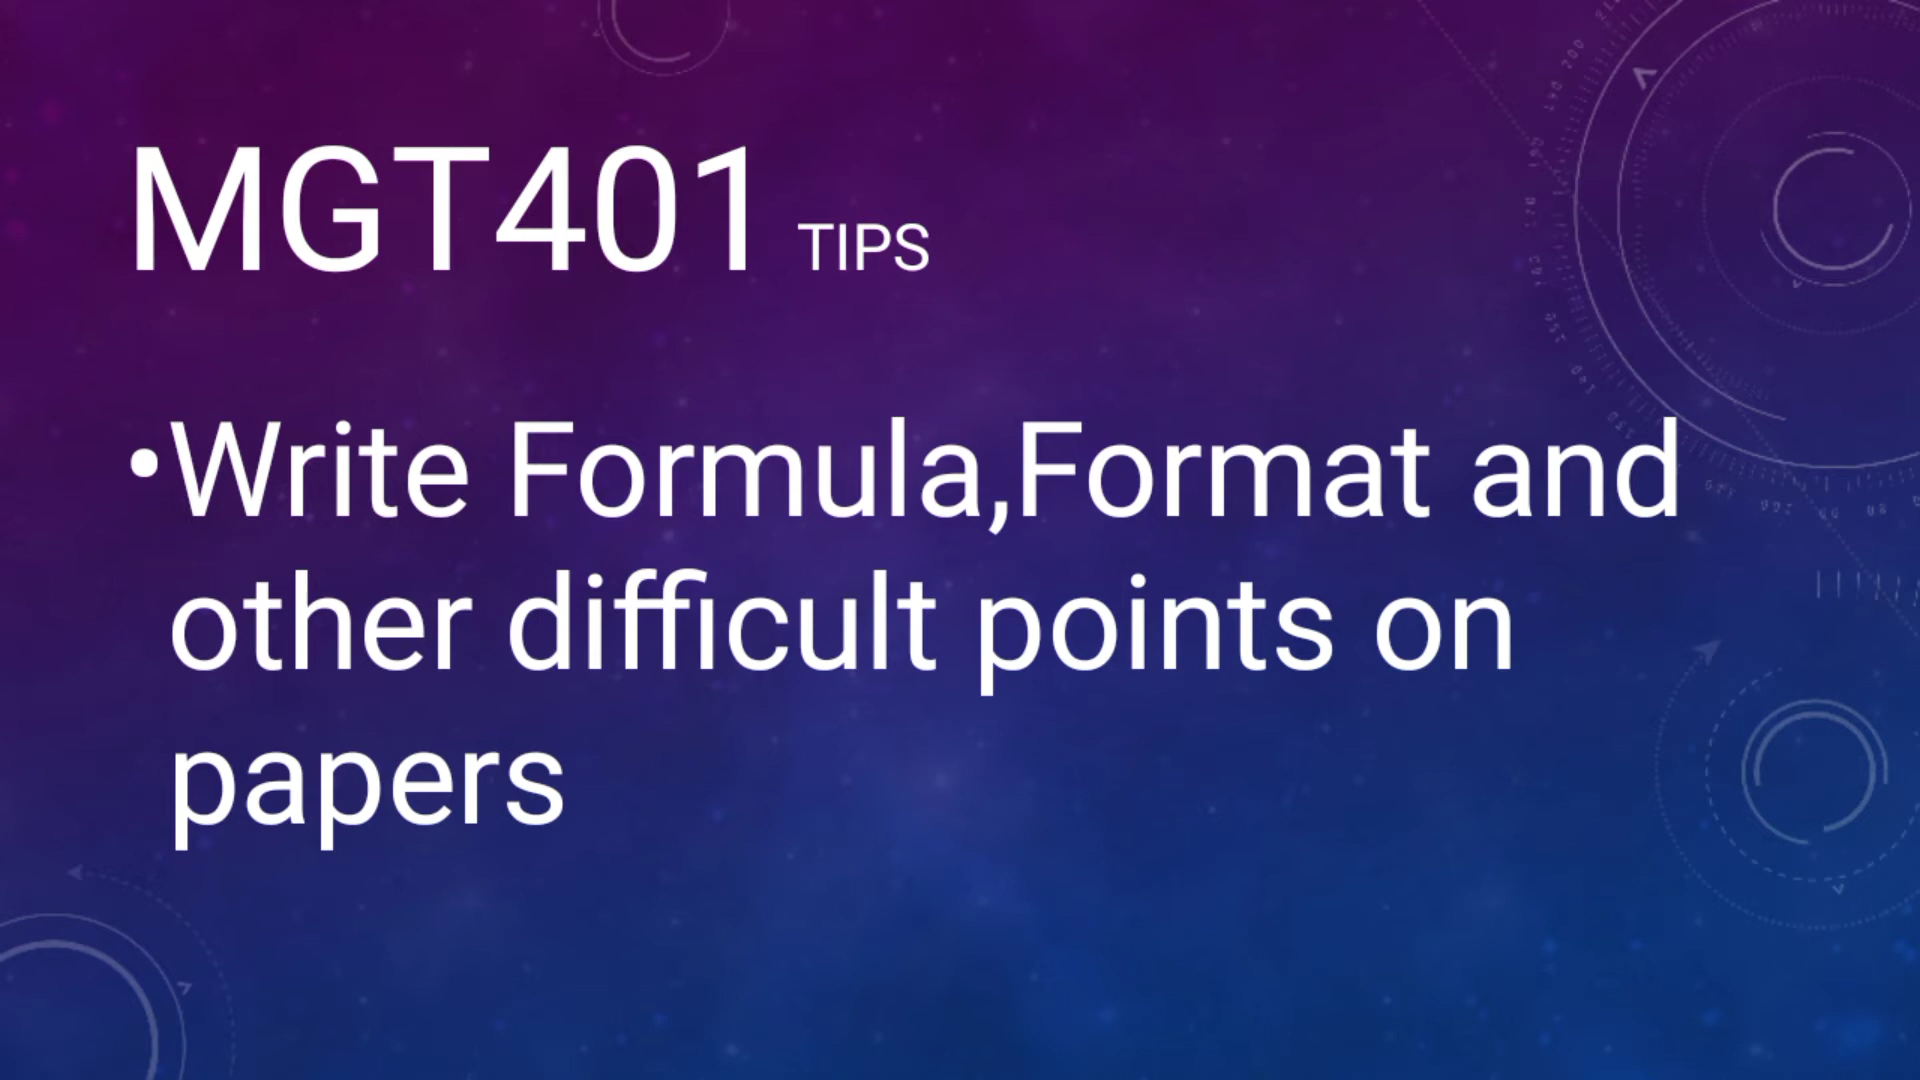 MGT401 TIPS
•Write Formula,Format and
other difficult points on
papers